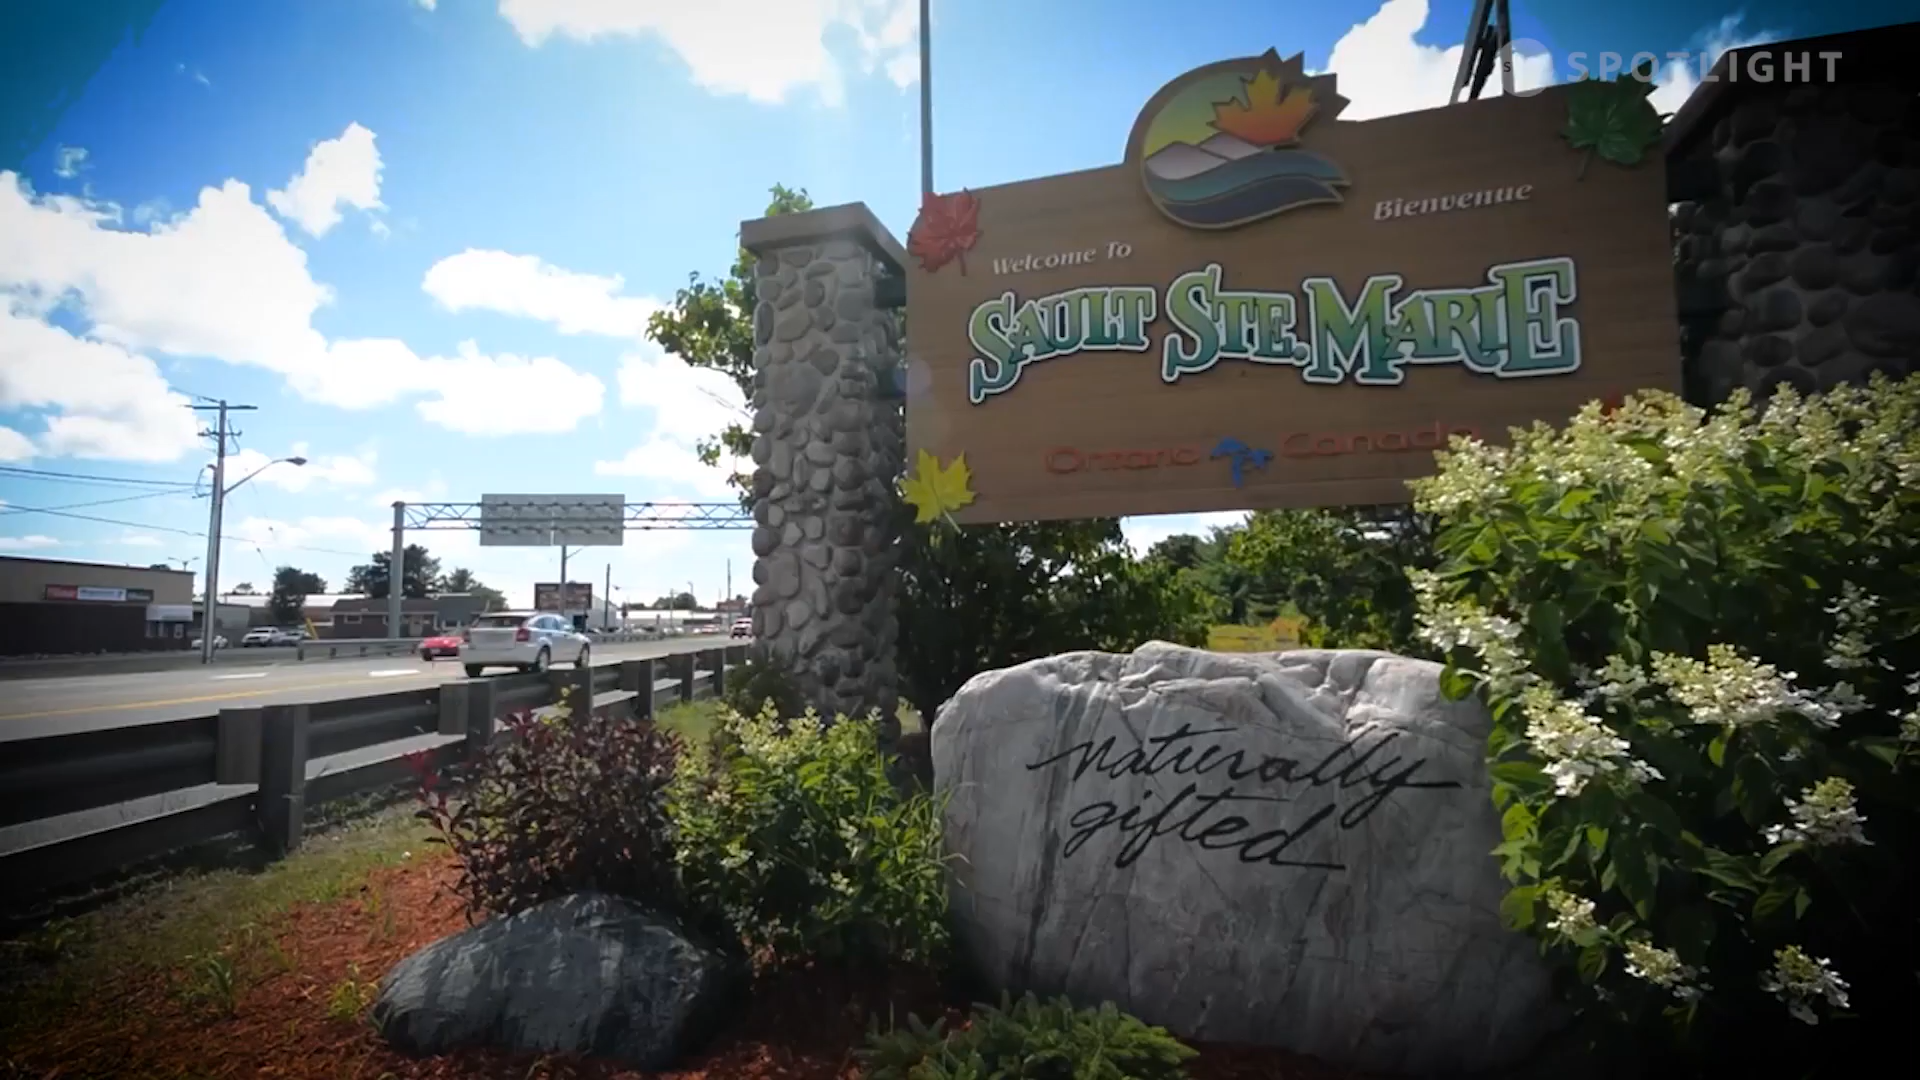 SPOTLIGHT
Bienvenue
Welcome To
SAULT STE. MARIE
Ontario Canada
naturally
gifted